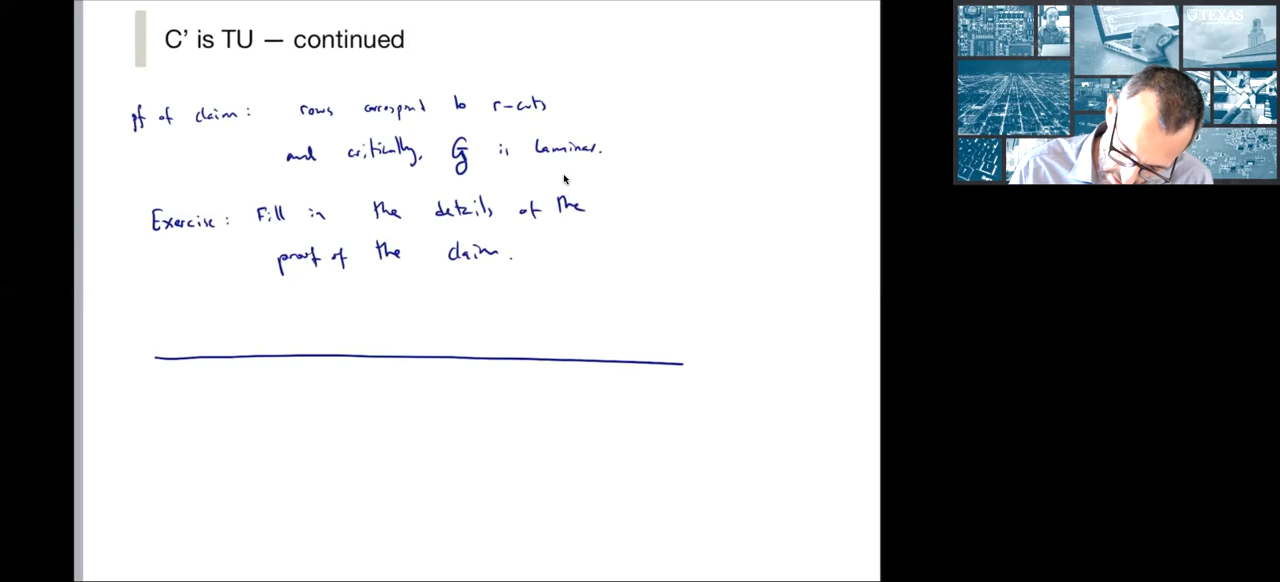 C' is TU — continued
pf of claim: rows correspond to r-cuts
and critically, G is laminar.
Exercise: Fill in the details of the
proof of the claim.
TEXAS